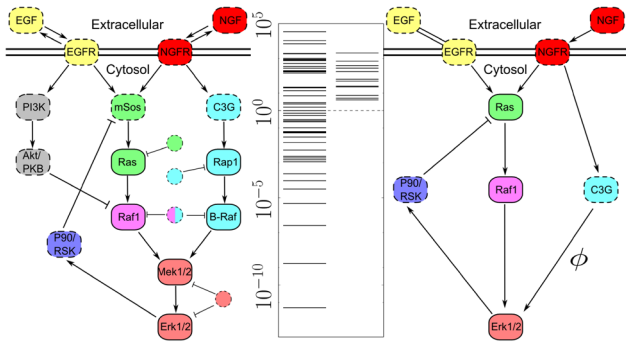 EGF
Extracellular
NGF
EGFR
NGFR
Cytosol
PI3K
mSos
C3G
Akt/
PKB
Ras
Rap1
Raf1
B-Raf
P90/
RSK
Mek1/2
Erk1/2
10^5
10^0
10^-5
10^-10
EGF
Extracellular
NGF
EGFR
NGFR
Cytosol
Ras
P90/
RSK
Raf1
C3G
ϕ
Erk1/2